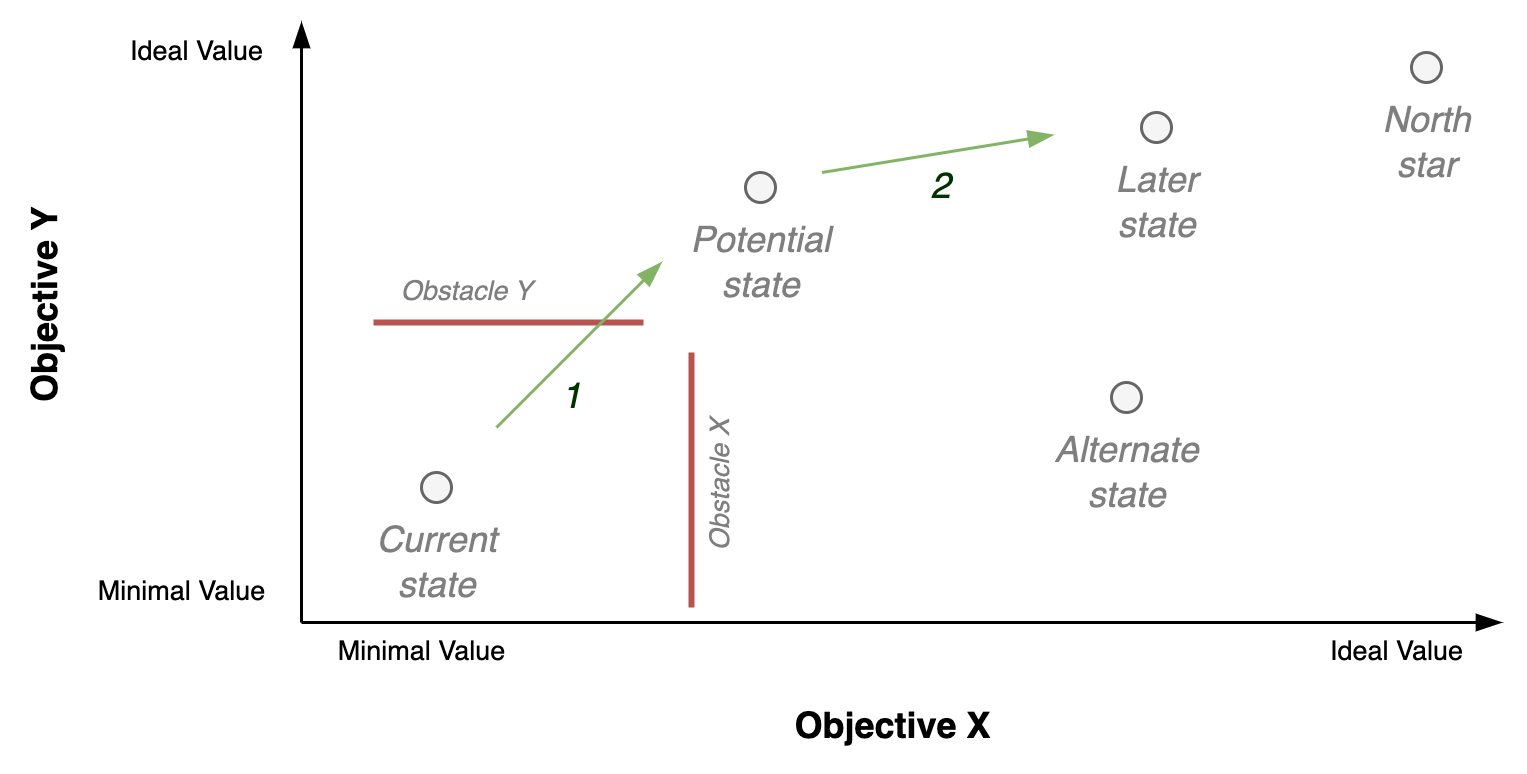 Ideal Value
North
star
Later
state
2
Potential
state
Obstacle Y
Objective Y
1
Obstacle X
Alternate
state
Current
state
Minimal Value
Minimal Value
Ideal Value
Objective X